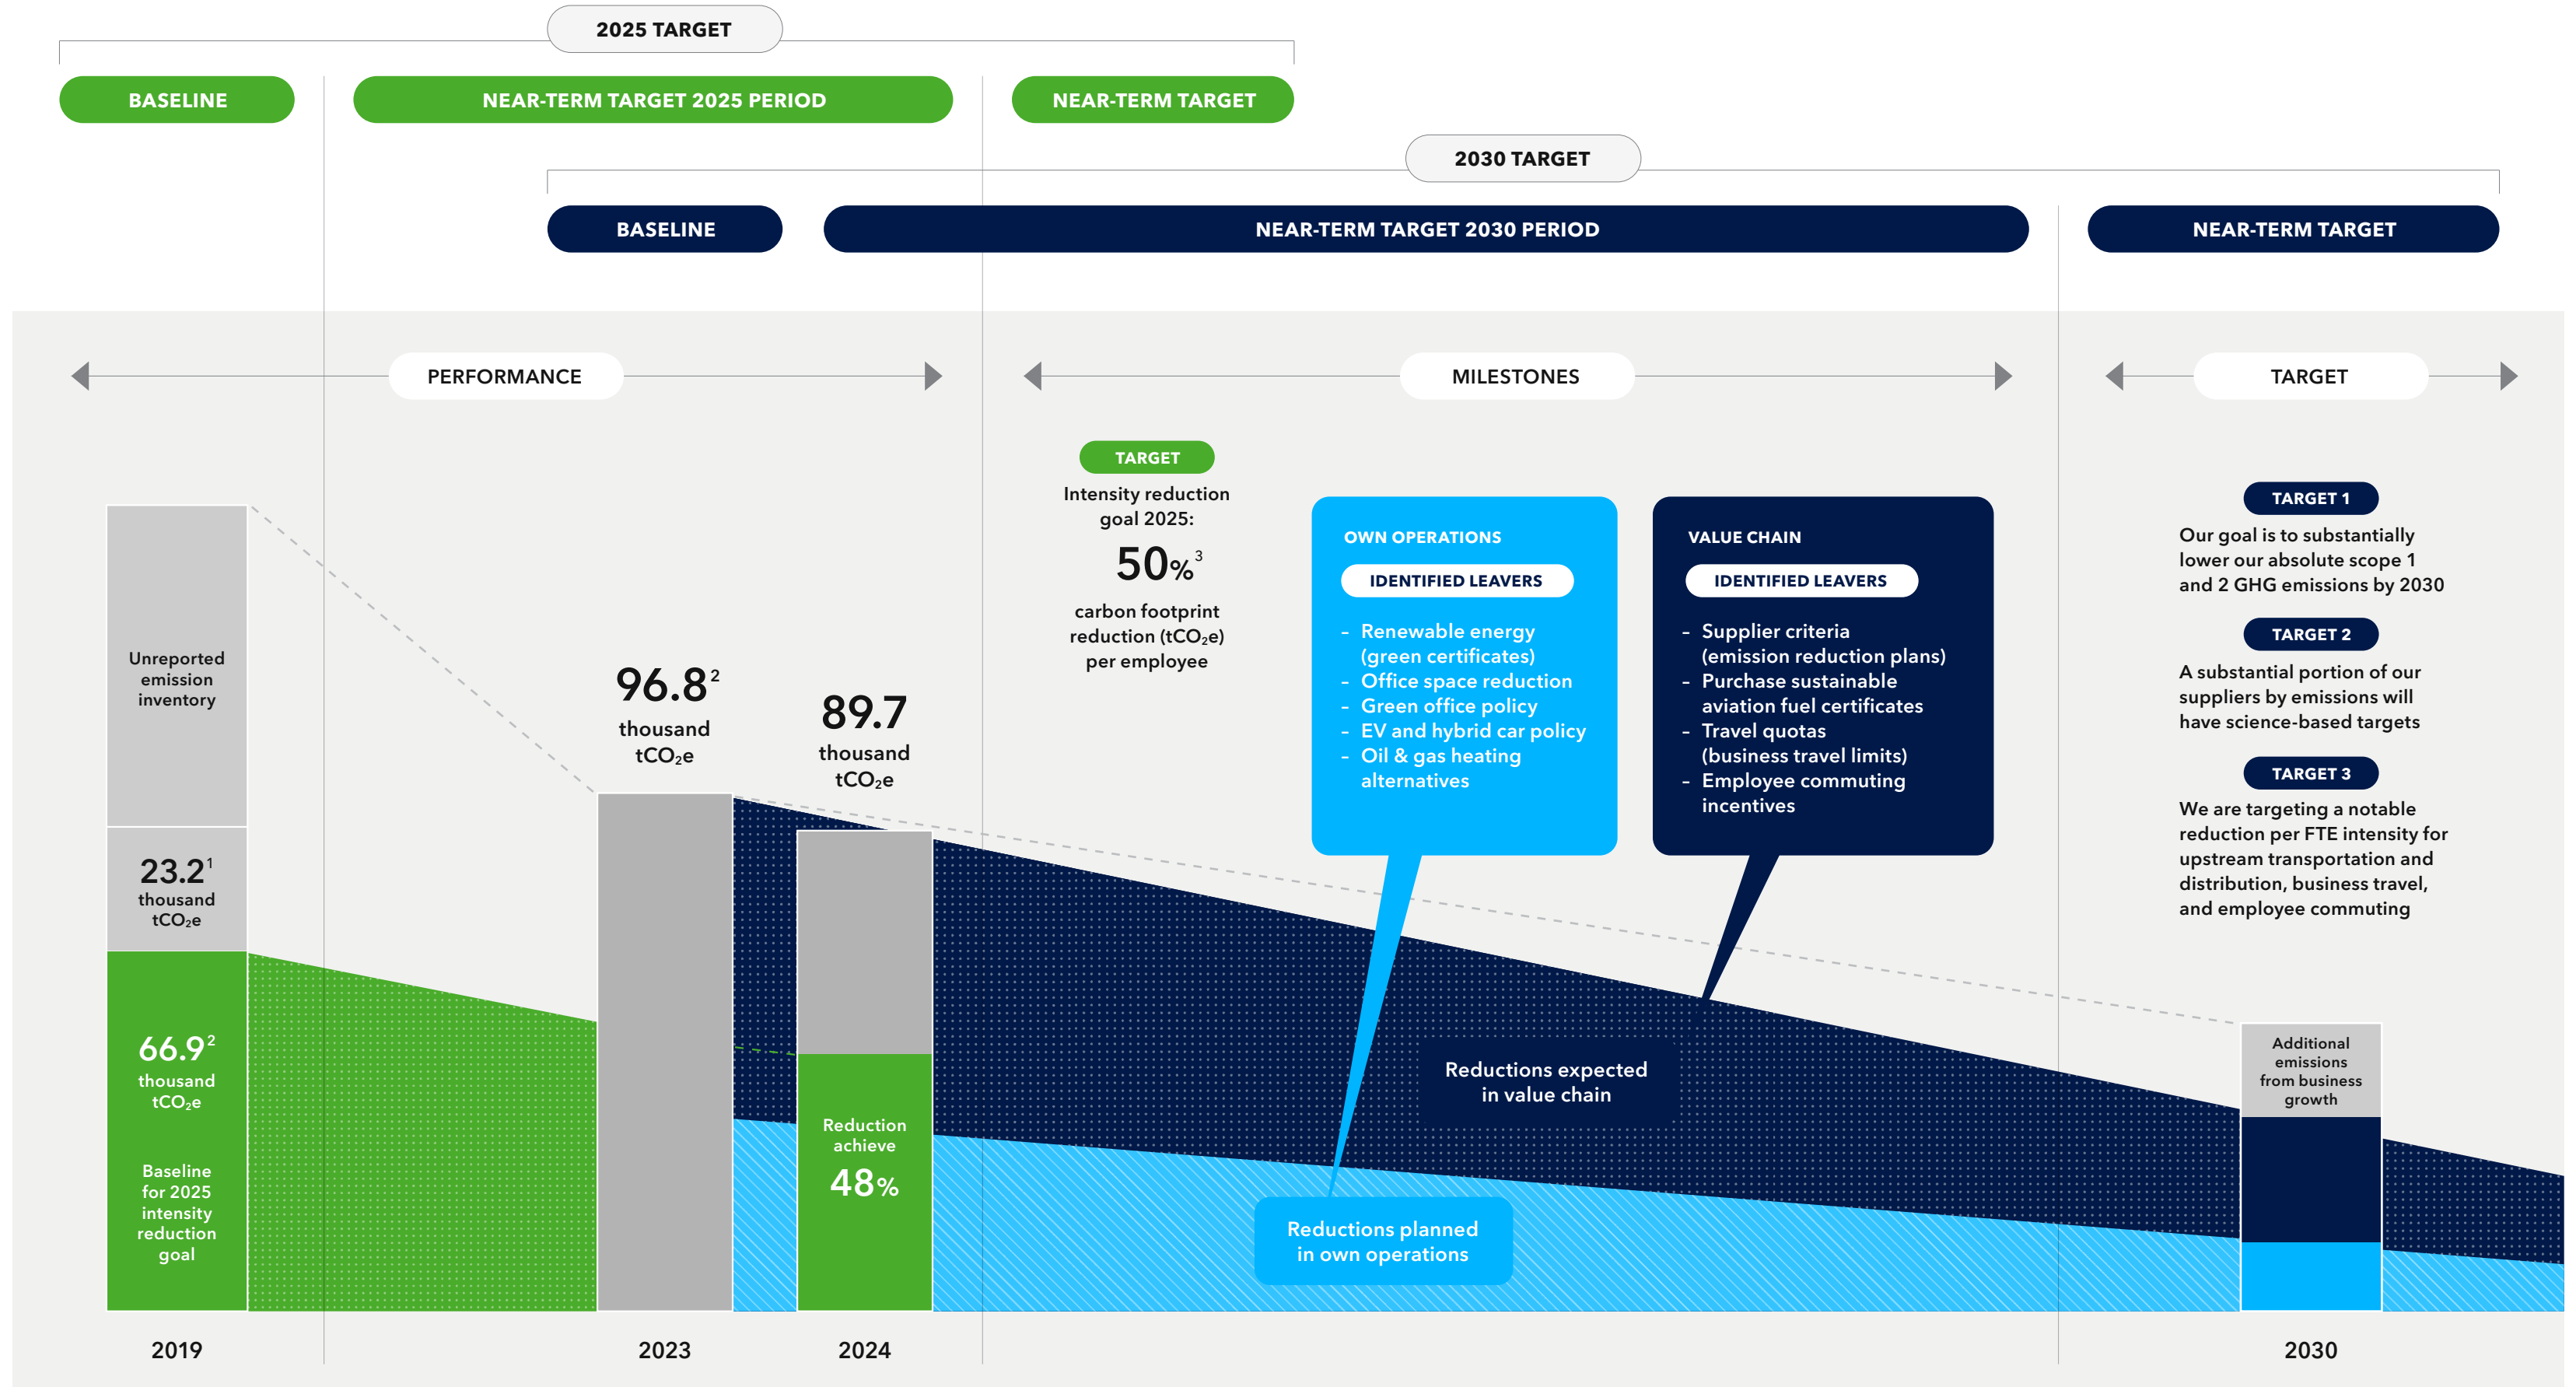 2025 TARGET
BASELINE
NEAR-TERM TARGET 2025 PERIOD
NEAR-TERM TARGET
2030 TARGET
BASELINE
NEAR-TERM TARGET 2030 PERIOD
NEAR-TERM TARGET
PERFORMANCE
MILESTONES
TARGET
Unreported
emission
inventory
23.2¹
thousand
tCO₂e
66.9²
thousand
tCO₂e
Baseline
for 2025
intensity
reduction
goal
2019
96.8²
thousand
tCO₂e
2023
89.7
thousand
tCO₂e
Reduction
achieve
48%
2024
TARGET
Intensity reduction
goal 2025:
50%³
carbon footprint
reduction (tCO₂e)
per employee
OWN OPERATIONS
IDENTIFIED LEAVERS
– Renewable energy
(green certificates)
– Office space reduction
– Green office policy
– EV and hybrid car policy
– Oil & gas heating
alternatives
VALUE CHAIN
IDENTIFIED LEAVERS
– Supplier criteria
(emission reduction plans)
– Purchase sustainable
aviation fuel certificates
– Travel quotas
(business travel limits)
– Employee commuting
incentives
Reductions expected
in value chain
Reductions planned
in own operations
TARGET 1
Our goal is to substantially
lower our absolute scope 1
and 2 GHG emissions by 2030
TARGET 2
A substantial portion of our
suppliers by emissions will
have science-based targets
TARGET 3
We are targeting a notable
reduction per FTE intensity for
upstream transportation and
distribution, business travel,
and employee commuting
Additional
emissions
from business
growth
2030